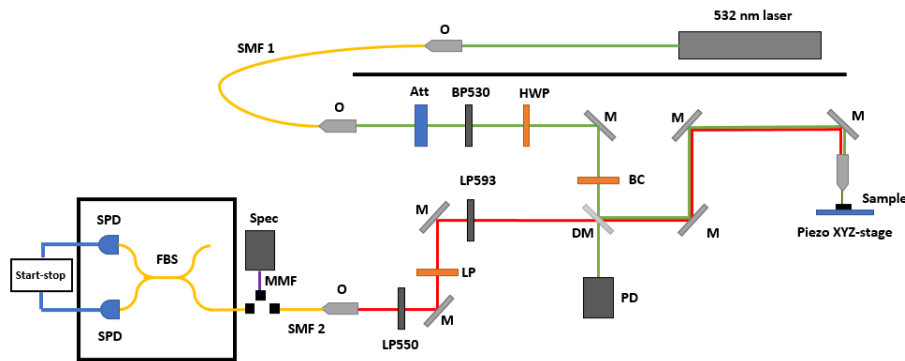 532 nm laser
O
SMF 1
Att
BP530
HWP
O
M
M
M
LP593
BC
Sample
SPD
Spec
M
DM
M
Piezo XYZ-stage
FBS
Start-stop
MMF
LP
O
PD
SPD
SMF 2
LP550
M